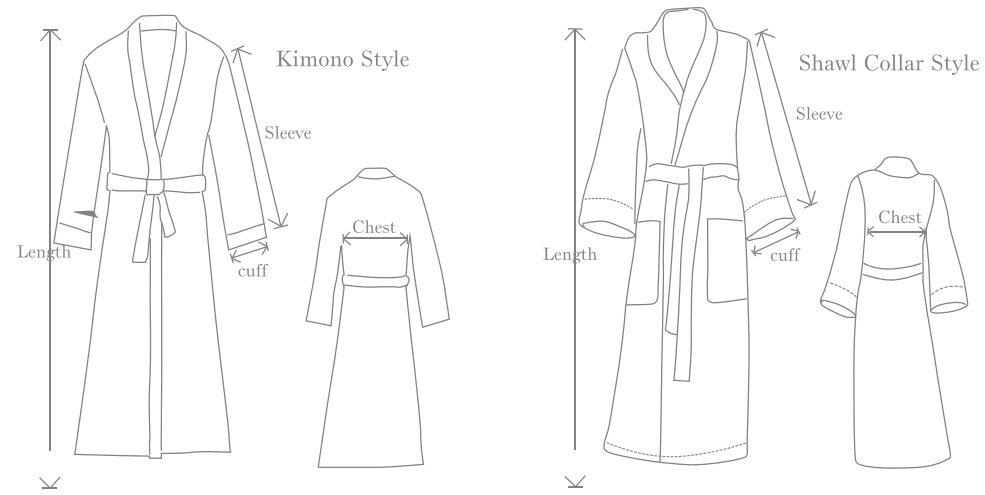 Kimono Style
Sleeve
Length
cuff
Chest
Shawl Collar Style
Sleeve
Length
cuff
Chest